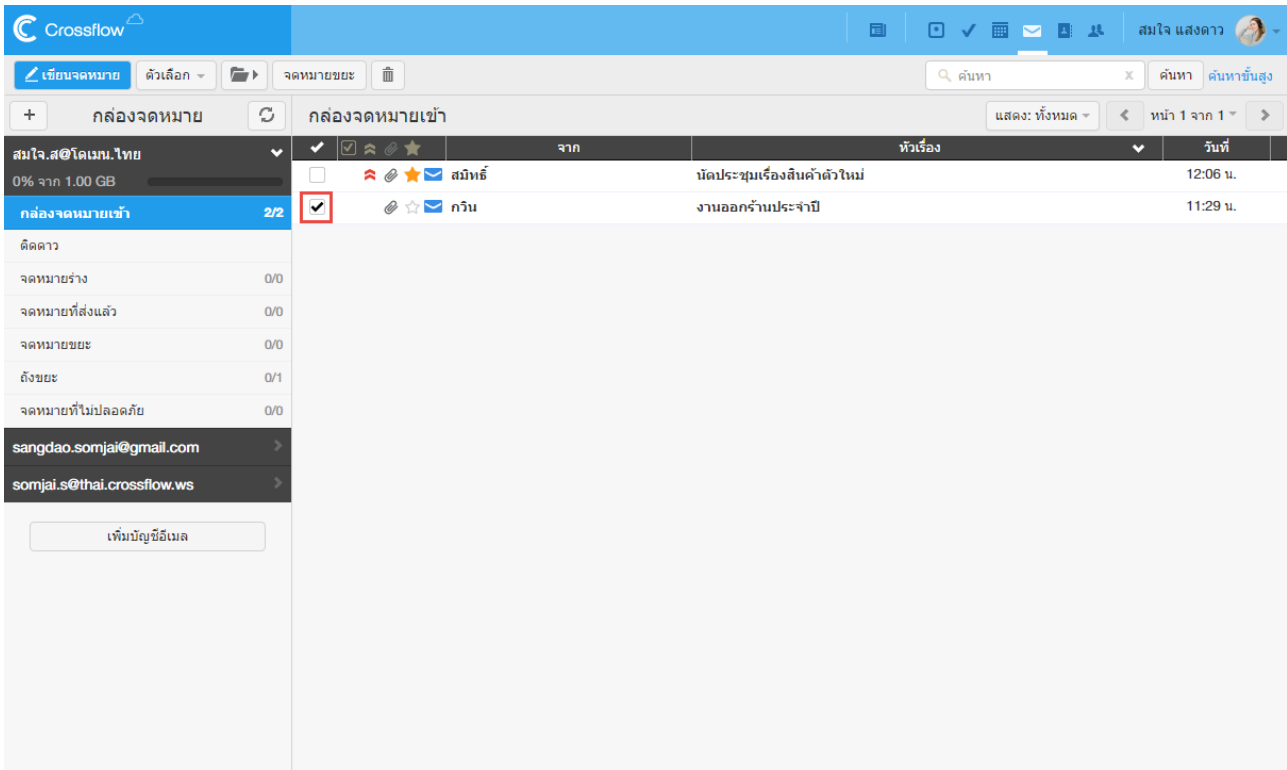 Crossflow
สมใจ แสงดาว
เขียนจดหมาย ตัวเลือก จดหมายขยะ ค้นหา x ค้นหา ค้นหาขั้นสูง
+ กล่องจดหมาย กล่องจดหมายเข้า แสดง: ทั้งหมด หน้า 1 จาก 1
จาก หัวเรื่อง วันที่
สมใจ.ส@โดเมน.ไทย
0% จาก 1.00 GB
สมิทธิ์ นัดประชุมเรื่องสินค้าตัวใหม่ 12:06 น.
กล่องจดหมายเข้า 2/2
กวิน งานออกร้านประจำปี 11:29 น.
ติดดาว
จดหมายร่าง 0/0
จดหมายที่ส่งแล้ว 0/0
จดหมายขยะ 0/0
ถังขยะ 0/1
จดหมายที่ไม่ปลอดภัย 0/0
sangdao.somjai@gmail.com
somjai.s@thai.crossflow.ws
เพิ่มบัญชีอีเมล